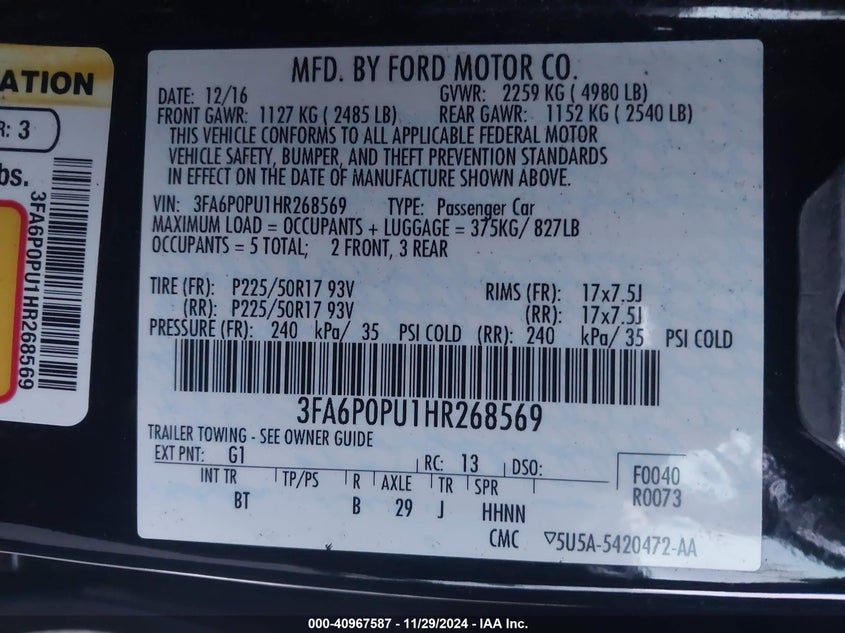 ATION
R: 3
bs.
3FA6P0PU1HR268569
MFD. BY FORD MOTOR CO.
DATE: 12/16 GVWR: 2259 KG ( 4980 LB)
FRONT GAWR: 1127 KG ( 2485 LB) REAR GAWR: 1152 KG ( 2540 LB)
THIS VEHICLE CONFORMS TO ALL APPLICABLE FEDERAL MOTOR
VEHICLE SAFETY, BUMPER, AND THEFT PREVENTION STANDARDS
IN EFFECT ON THE DATE OF MANUFACTURE SHOWN ABOVE.
VIN: 3FA6P0PU1HR268569 TYPE: Passenger Car
MAXIMUM LOAD = OCCUPANTS + LUGGAGE = 375KG/ 827LB
OCCUPANTS = 5 TOTAL; 2 FRONT, 3 REAR
TIRE (FR): P225/50R17 93V RIMS (FR): 17x7.5J
(RR): P225/50R17 93V (RR): 17x7.5J
PRESSURE (FR): 240 kPa/ 35 PSI COLD (RR): 240 kPa/ 35 PSI COLD
3FA6P0PU1HR268569
TRAILER TOWING - SEE OWNER GUIDE
EXT PNT: G1 RC: 13 DSO: F0040
INT TR TP/PS R AXLE TR SPR R0073
BT B 29 J HHNN
CMC ▽5U5A-5420472-AA
000-40967587 - 11/29/2024 - IAA Inc.